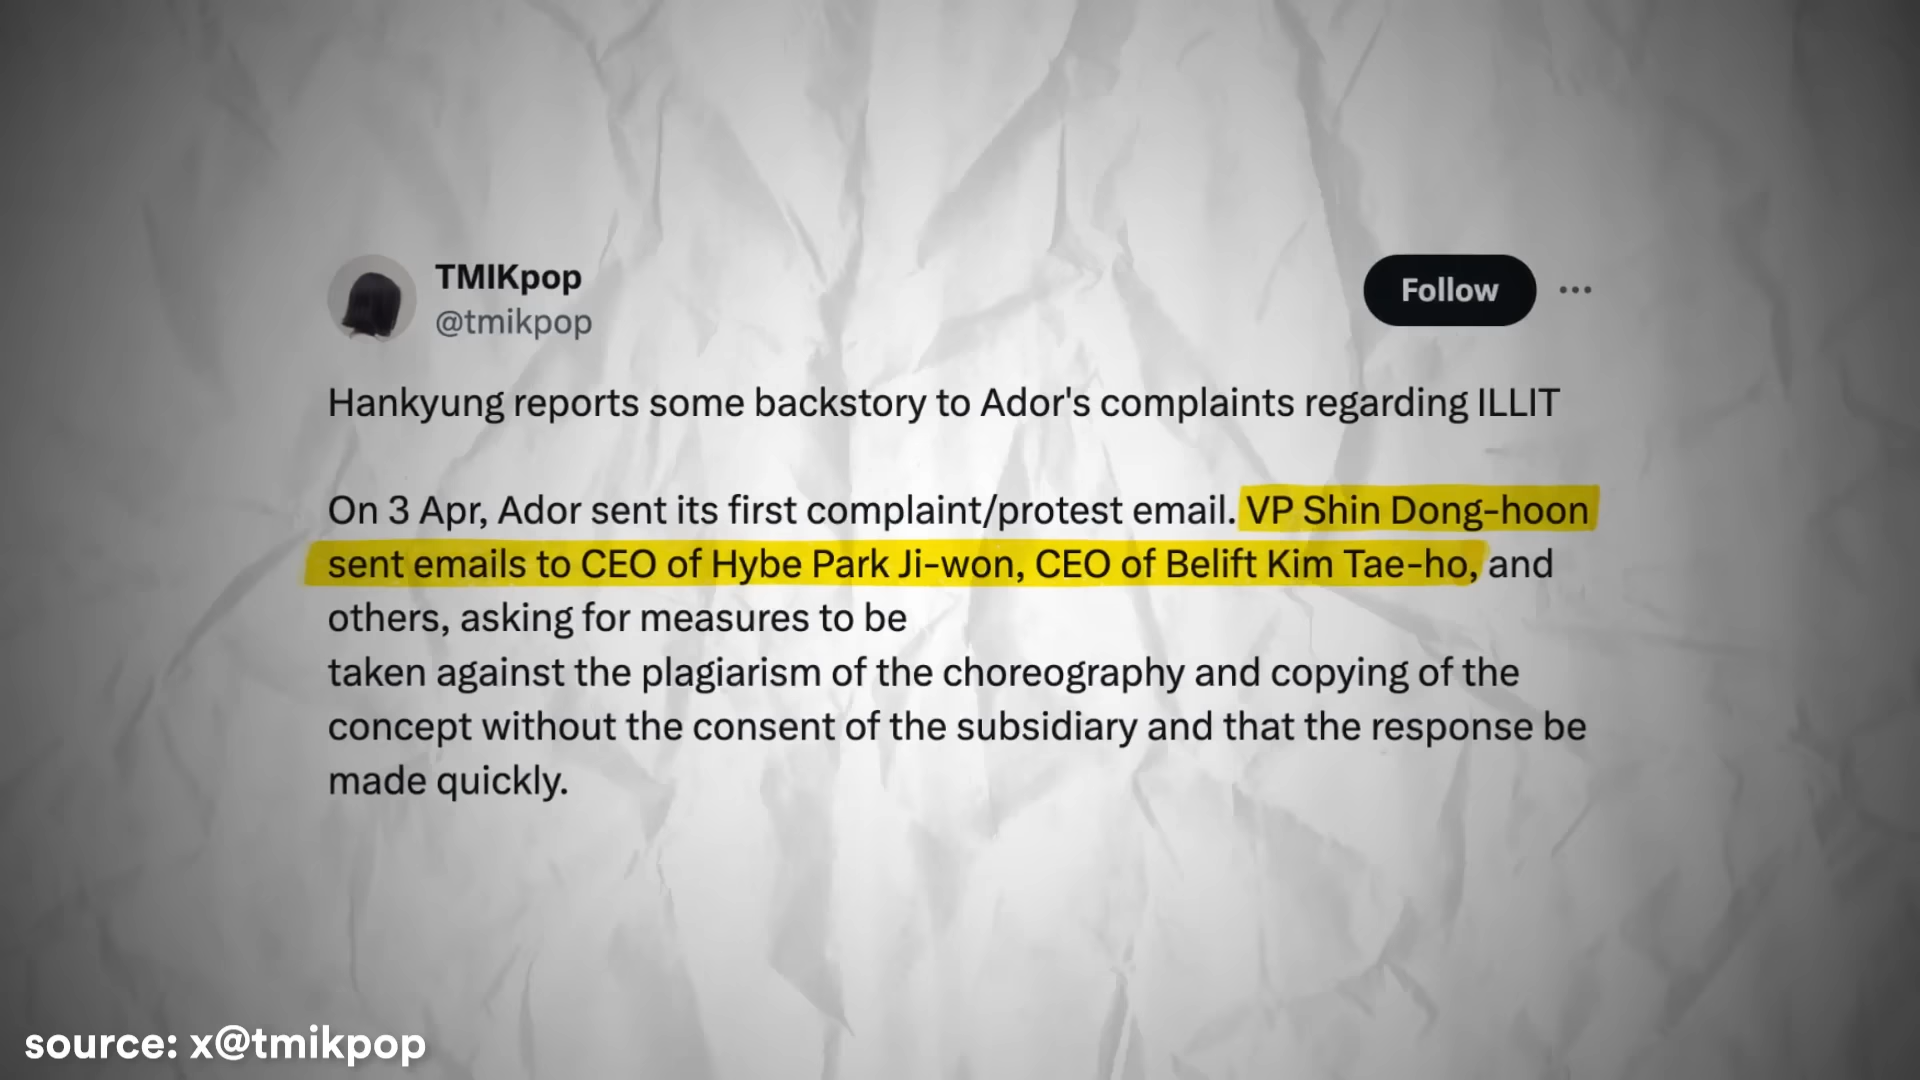 TMIKpop
@tmikpop
Follow
Hankyung reports some backstory to Ador's complaints regarding ILLIT
On 3 Apr, Ador sent its first complaint/protest email. VP Shin Dong-hoon
sent emails to CEO of Hybe Park Ji-won, CEO of Belift Kim Tae-ho, and
others, asking for measures to be
taken against the plagiarism of the choreography and copying of the
concept without the consent of the subsidiary and that the response be
made quickly.
source: x@tmikpop